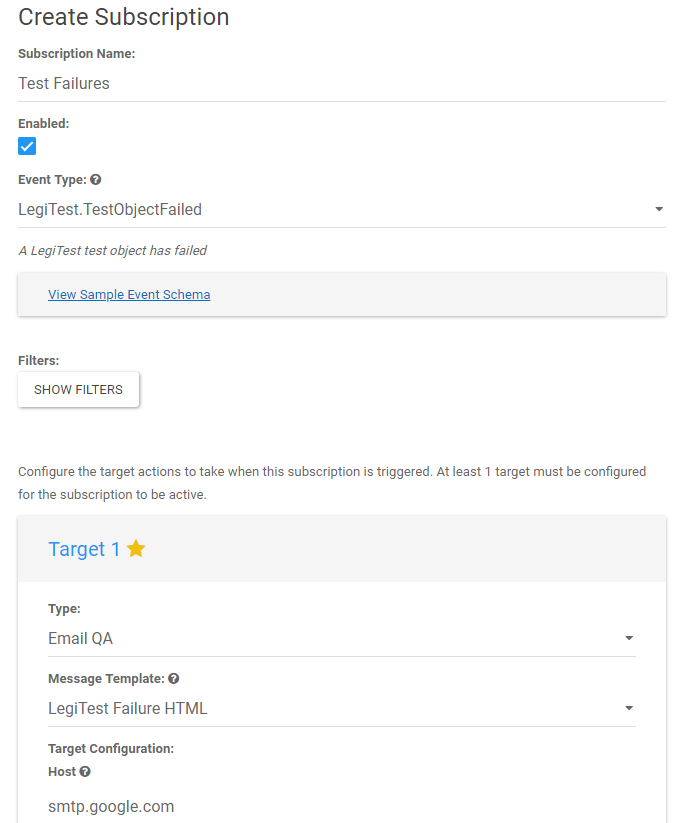 Create Subscription
Subscription Name:
Test Failures
Enabled:
Event Type:
LegiTest.TestObjectFailed
A LegiTest test object has failed
View Sample Event Schema
Filters:
SHOW FILTERS
Configure the target actions to take when this subscription is triggered. At least 1 target must be configured
for the subscription to be active.
Target 1
Type:
Email QA
Message Template:
LegiTest Failure HTML
Target Configuration:
Host
smtp.google.com